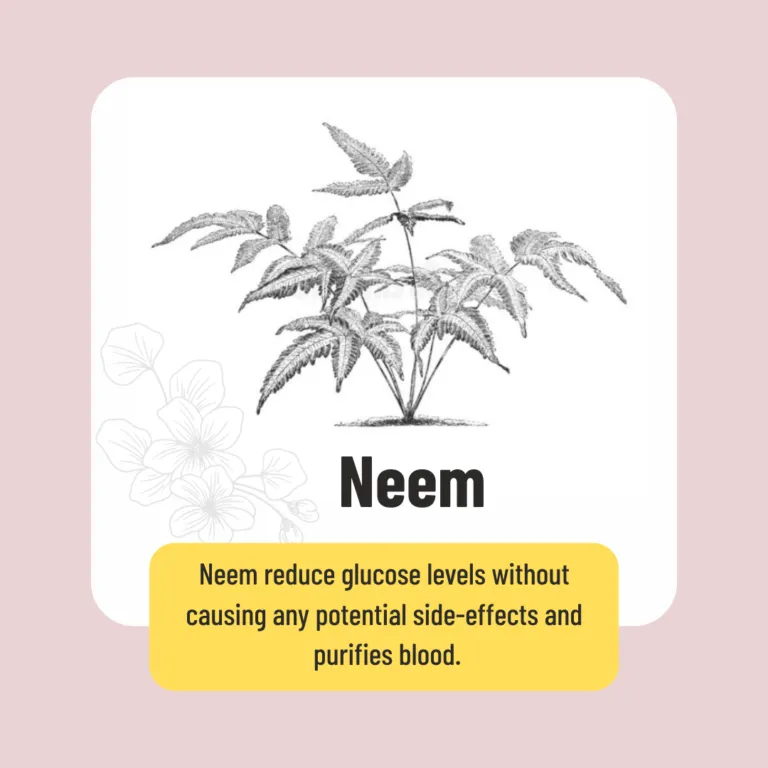 Neem
Neem reduce glucose levels without
causing any potential side-effects and
purifies blood.